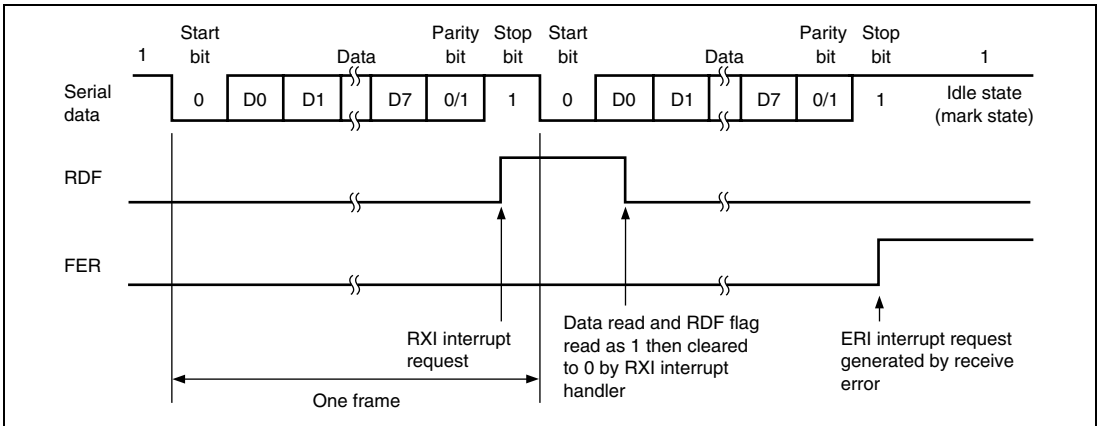 Start Parity Stop Start Parity Stop
1 bit Data bit bit bit Data bit bit 1
Serial data 0 D0 D1 D7 0/1 1 0 D0 D1 D7 0/1 1 Idle state (mark state)
RDF
FER
RXI interrupt
request
Data read and RDF flag
read as 1 then cleared
to 0 by RXI interrupt
handler
ERI interrupt request
generated by receive
error
One frame